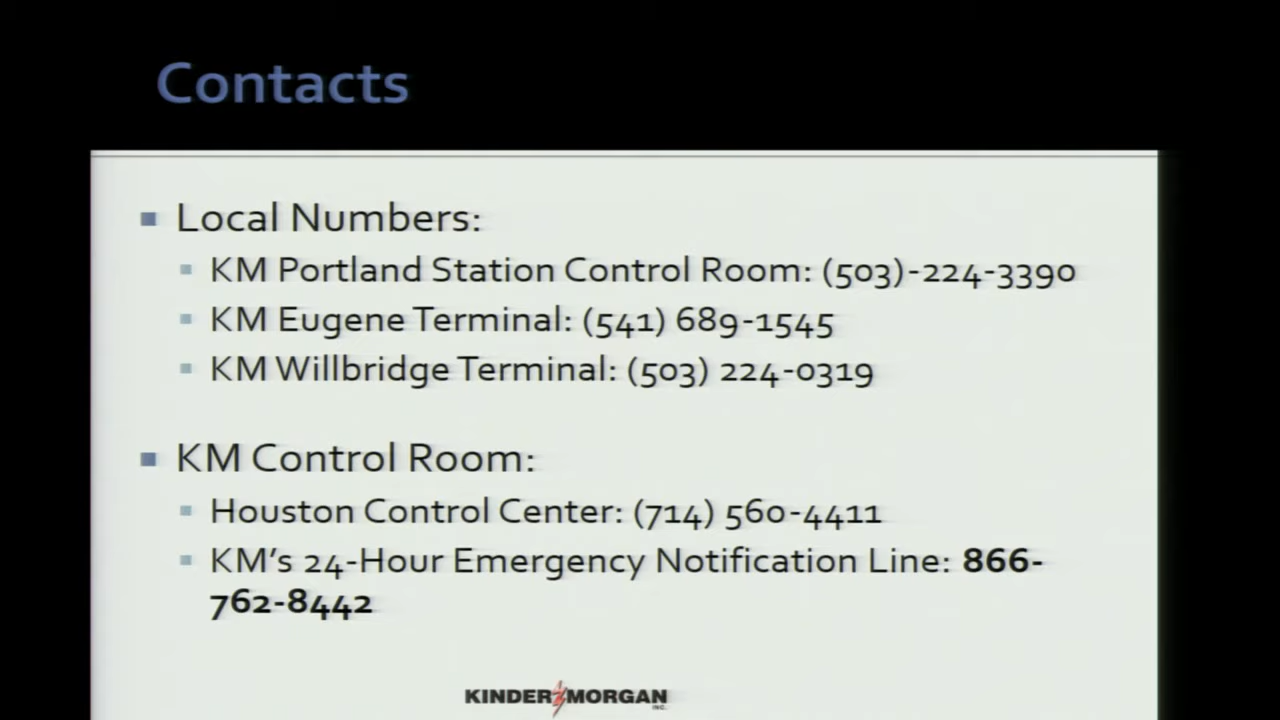 Contacts
Local Numbers:
KM Portland Station Control Room: (503)-224-3390
KM Eugene Terminal: (541) 689-1545
KM Willbridge Terminal: (503) 224-0319
KM Control Room:
Houston Control Center: (714) 560-4411
KM's 24-Hour Emergency Notification Line: 866-
762-8442
KINDER MORGAN
INC.